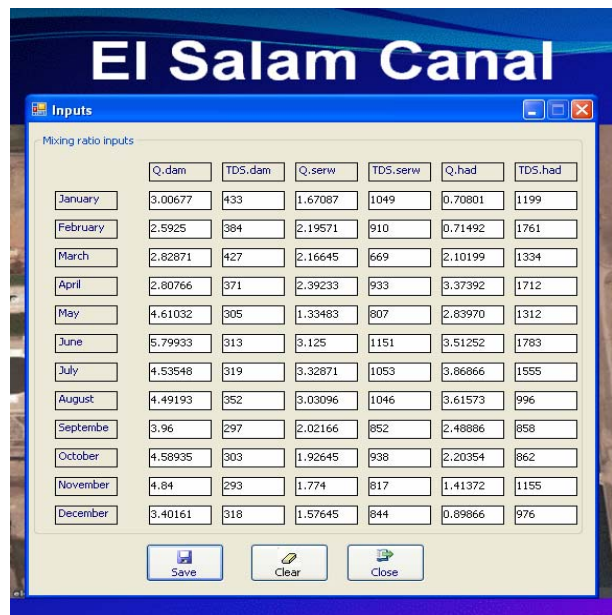 El Salam Canal
Inputs
Mixing ratio inputs
Q.dam TDS.dam Q.serw TDS.serw Q.had TDS.had
January 3.00677 433 1.67087 1049 0.70801 1199
February 2.5925 384 2.19571 910 0.71492 1761
March 2.82871 427 2.16645 669 2.10199 1334
April 2.80766 371 2.39233 933 3.37392 1712
May 4.61032 305 1.33483 807 2.83970 1312
June 5.79933 313 3.125 1151 3.51252 1783
July 4.53548 319 3.32871 1053 3.86866 1555
August 4.49193 352 3.03096 1046 3.61573 996
Septembe 3.96 297 2.02166 852 2.48886 858
October 4.58935 303 1.92645 938 2.20354 862
November 4.84 293 1.774 817 1.41372 1155
December 3.40161 318 1.57645 844 0.89866 976
Save Clear Close